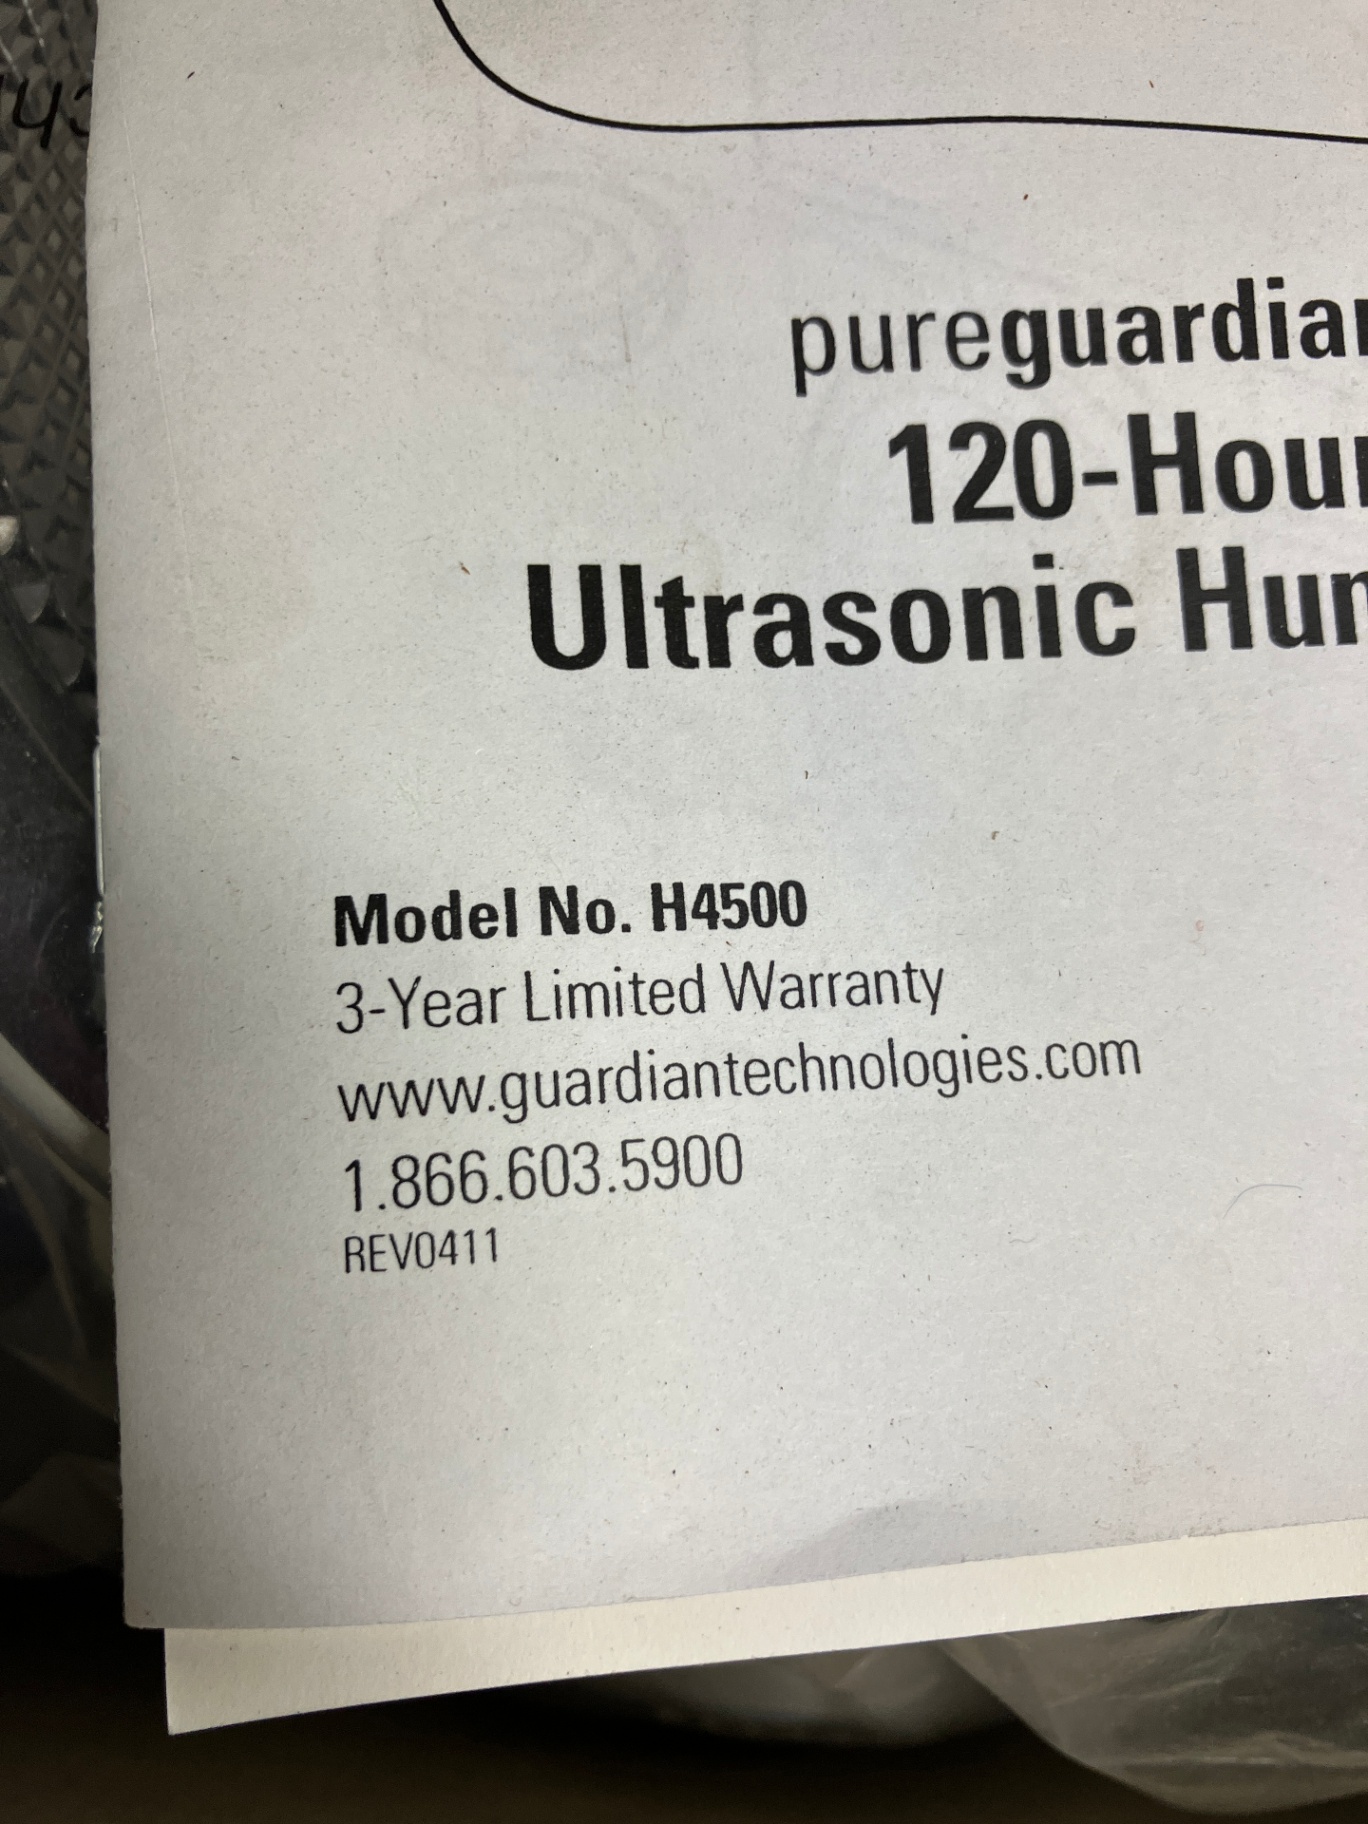 pureguardian
120-Hour
Ultrasonic Hum
Model No. H4500
3-Year Limited Warranty
www.guardiantechnologies.com
1.866.603.5900
REV0411